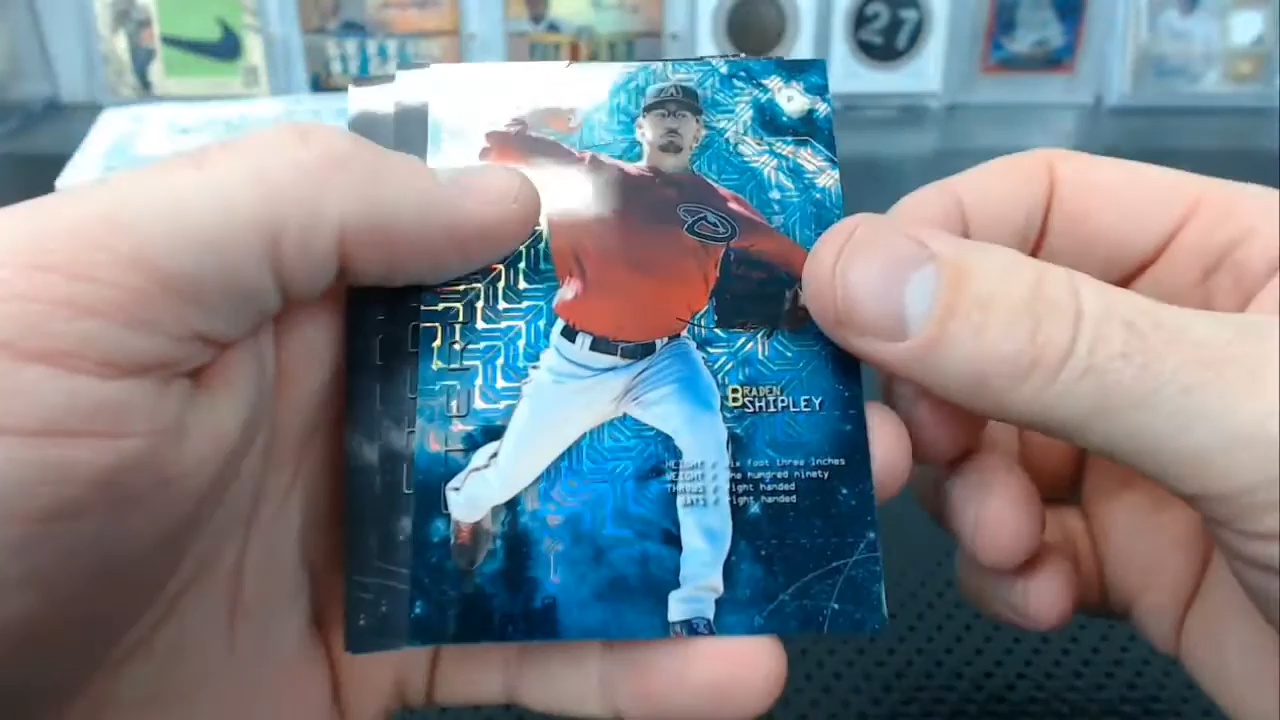 27
A
D
BRADEN
SHIPLEY
HEIGHT six foot three inches
WEIGHT one hundred ninety
THROWS right handed
BATS right handed